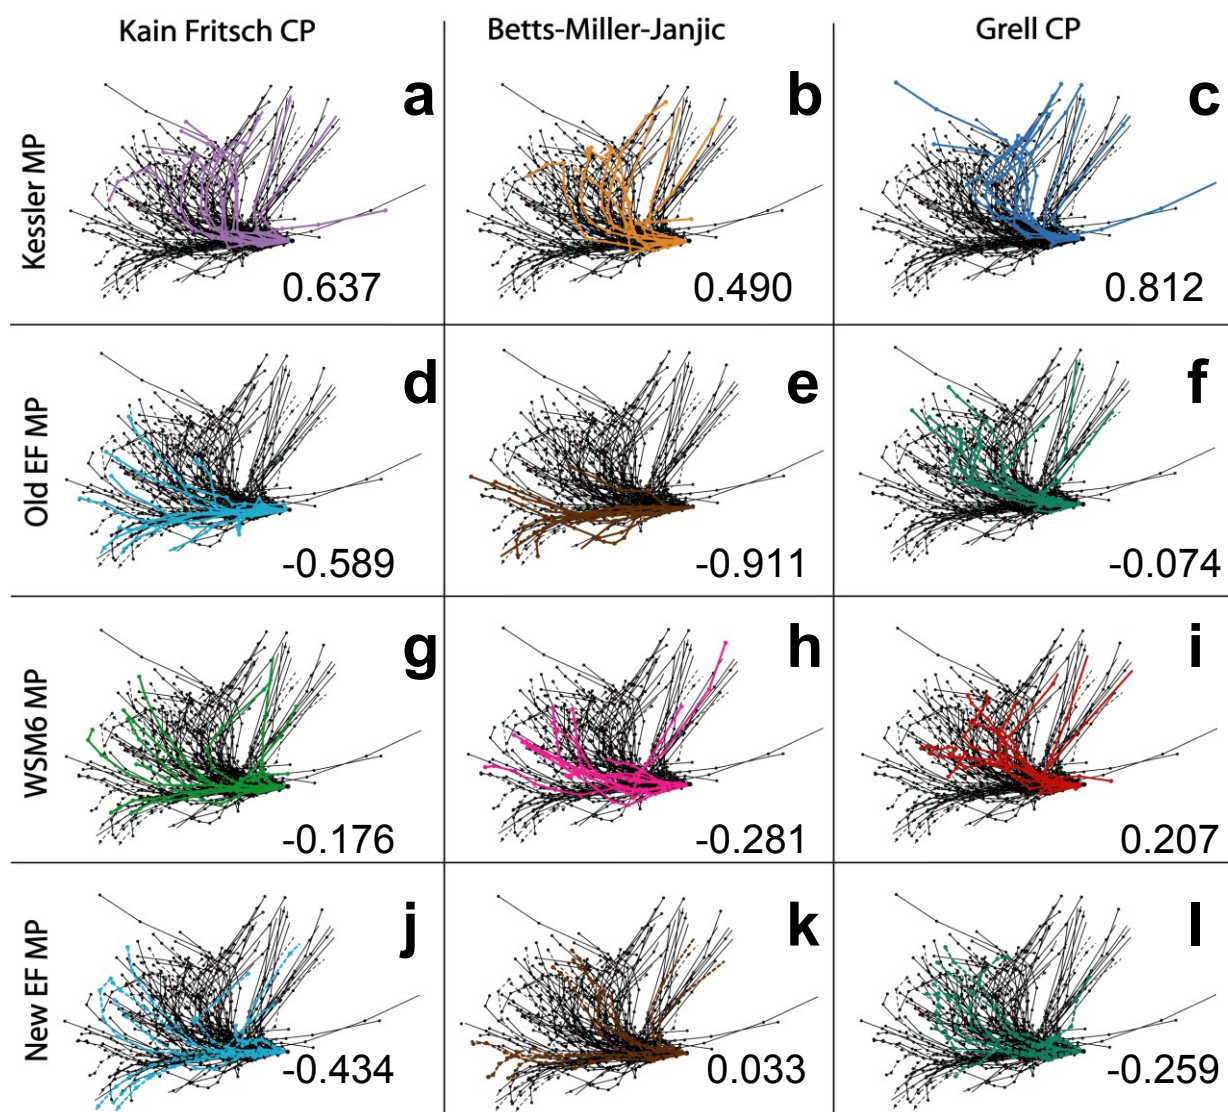 Kain Fritsch CP
Betts-Miller-Janjic
Grell CP
Kessler MP
a
0.637
b
0.490
c
0.812
Old EF MP
d
-0.589
e
-0.911
f
-0.074
WSM6 MP
g
-0.176
h
-0.281
i
0.207
New EF MP
j
-0.434
k
0.033
l
-0.259